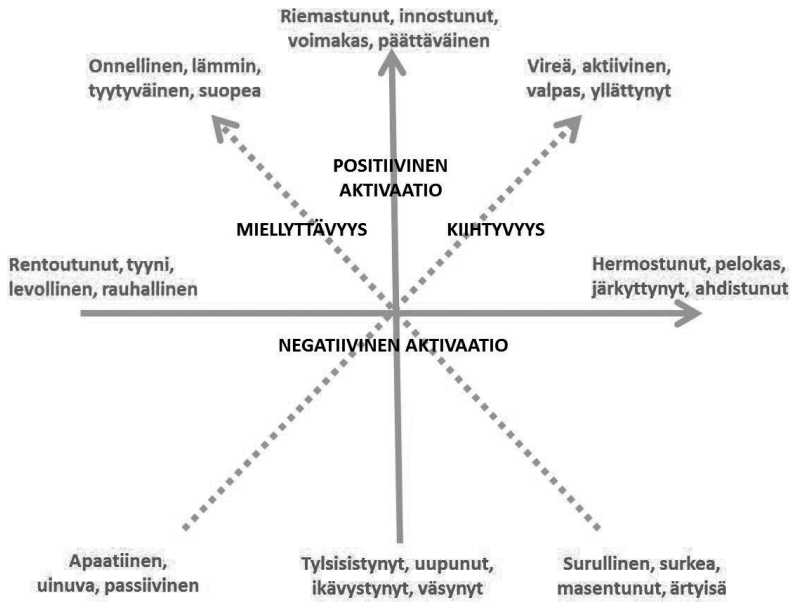 Riemastunut, innostunut,
voimakas, päättäväinen
Onnellinen, lämmin,
tyytyväinen, suopea
Vireä, aktiivinen,
valpas, yllättynyt
POSITIIVINEN
AKTIVAATIO
MIELLYTTÄVYYS
KIIHTYVYYS
Rentoutunut, tyyni,
levollinen, rauhallinen
Hermostunut, pelokas,
järkyttynyt, ahdistunut
NEGATIIVINEN AKTIVAATIO
Apaatiinen,
uinuva, passiivinen
Tylsisistynyt, uupunut,
ikävystynyt, väsynyt
Surullinen, surkea,
masentunut, ärtyisä